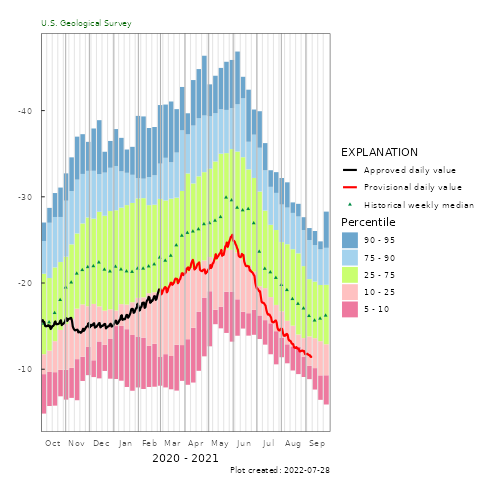 U.S. Geological Survey
-40
-30
-20
-10
Oct Nov Dec Jan Feb Mar Apr May Jun Jul Aug Sep
2020 - 2021
Plot created: 2022-07-28
EXPLANATION
Approved daily value
Provisional daily value
Historical weekly median
Percentile
90 - 95
75 - 90
25 - 75
10 - 25
5 - 10